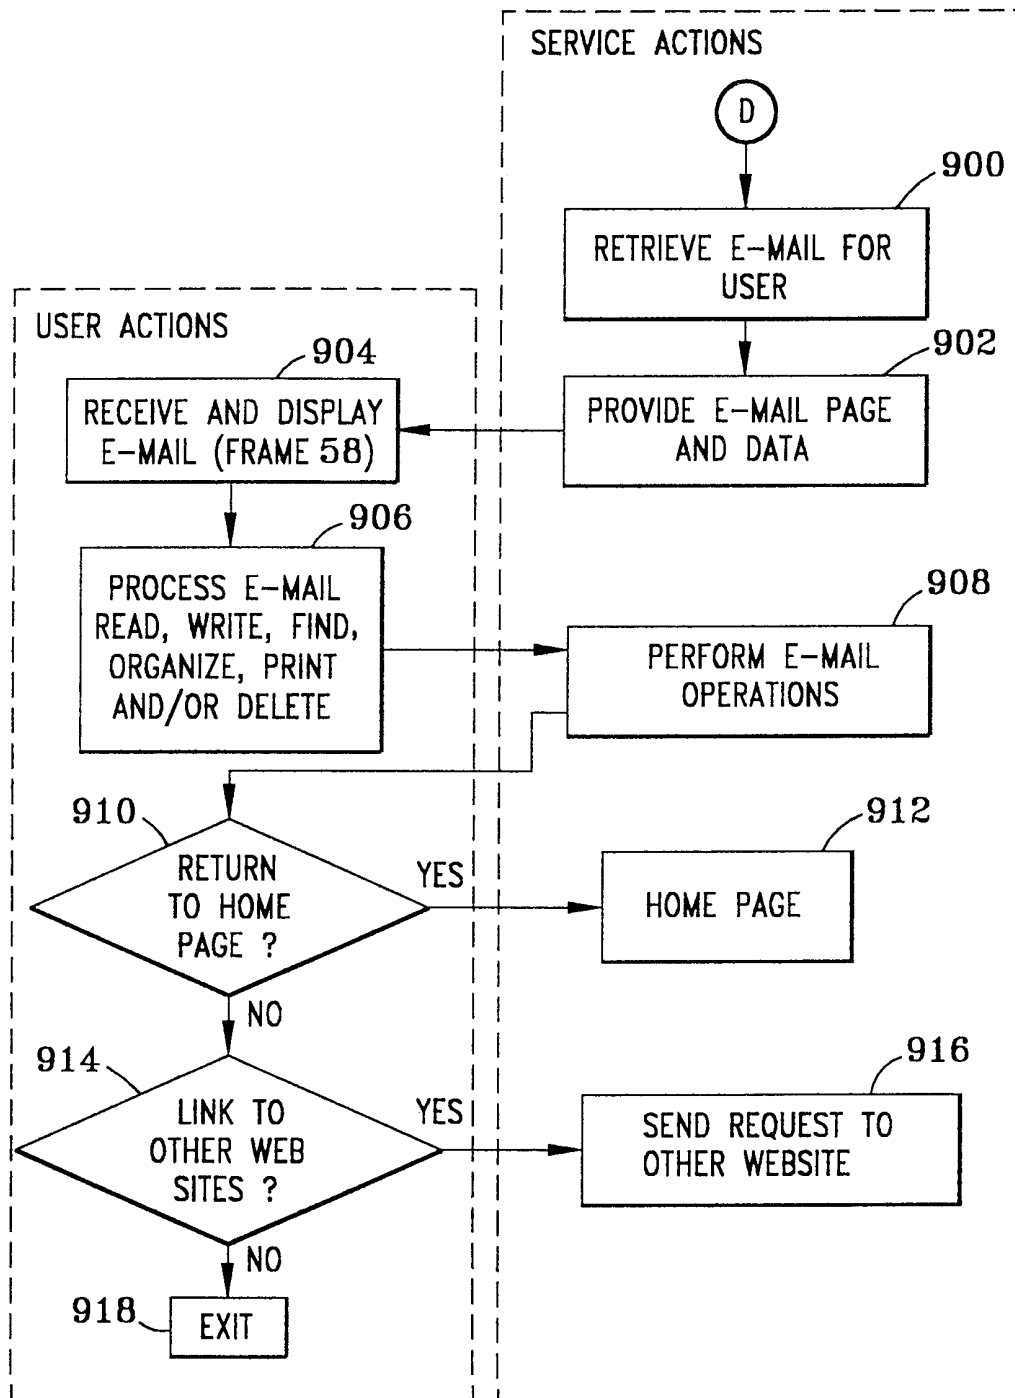 SERVICE ACTIONS
D
900
RETRIEVE E-MAIL FOR
USER
USER ACTIONS
902
PROVIDE E-MAIL PAGE
AND DATA
904
RECEIVE AND DISPLAY
E-MAIL (FRAME 58)
906
PROCESS E-MAIL
READ, WRITE, FIND,
ORGANIZE, PRINT
AND/OR DELETE
908
PERFORM E-MAIL
OPERATIONS
910
RETURN
TO HOME
PAGE ?
YES
912
HOME PAGE
NO
914
LINK TO
OTHER WEB
SITES ?
YES
916
SEND REQUEST TO
OTHER WEBSITE
NO
918
EXIT